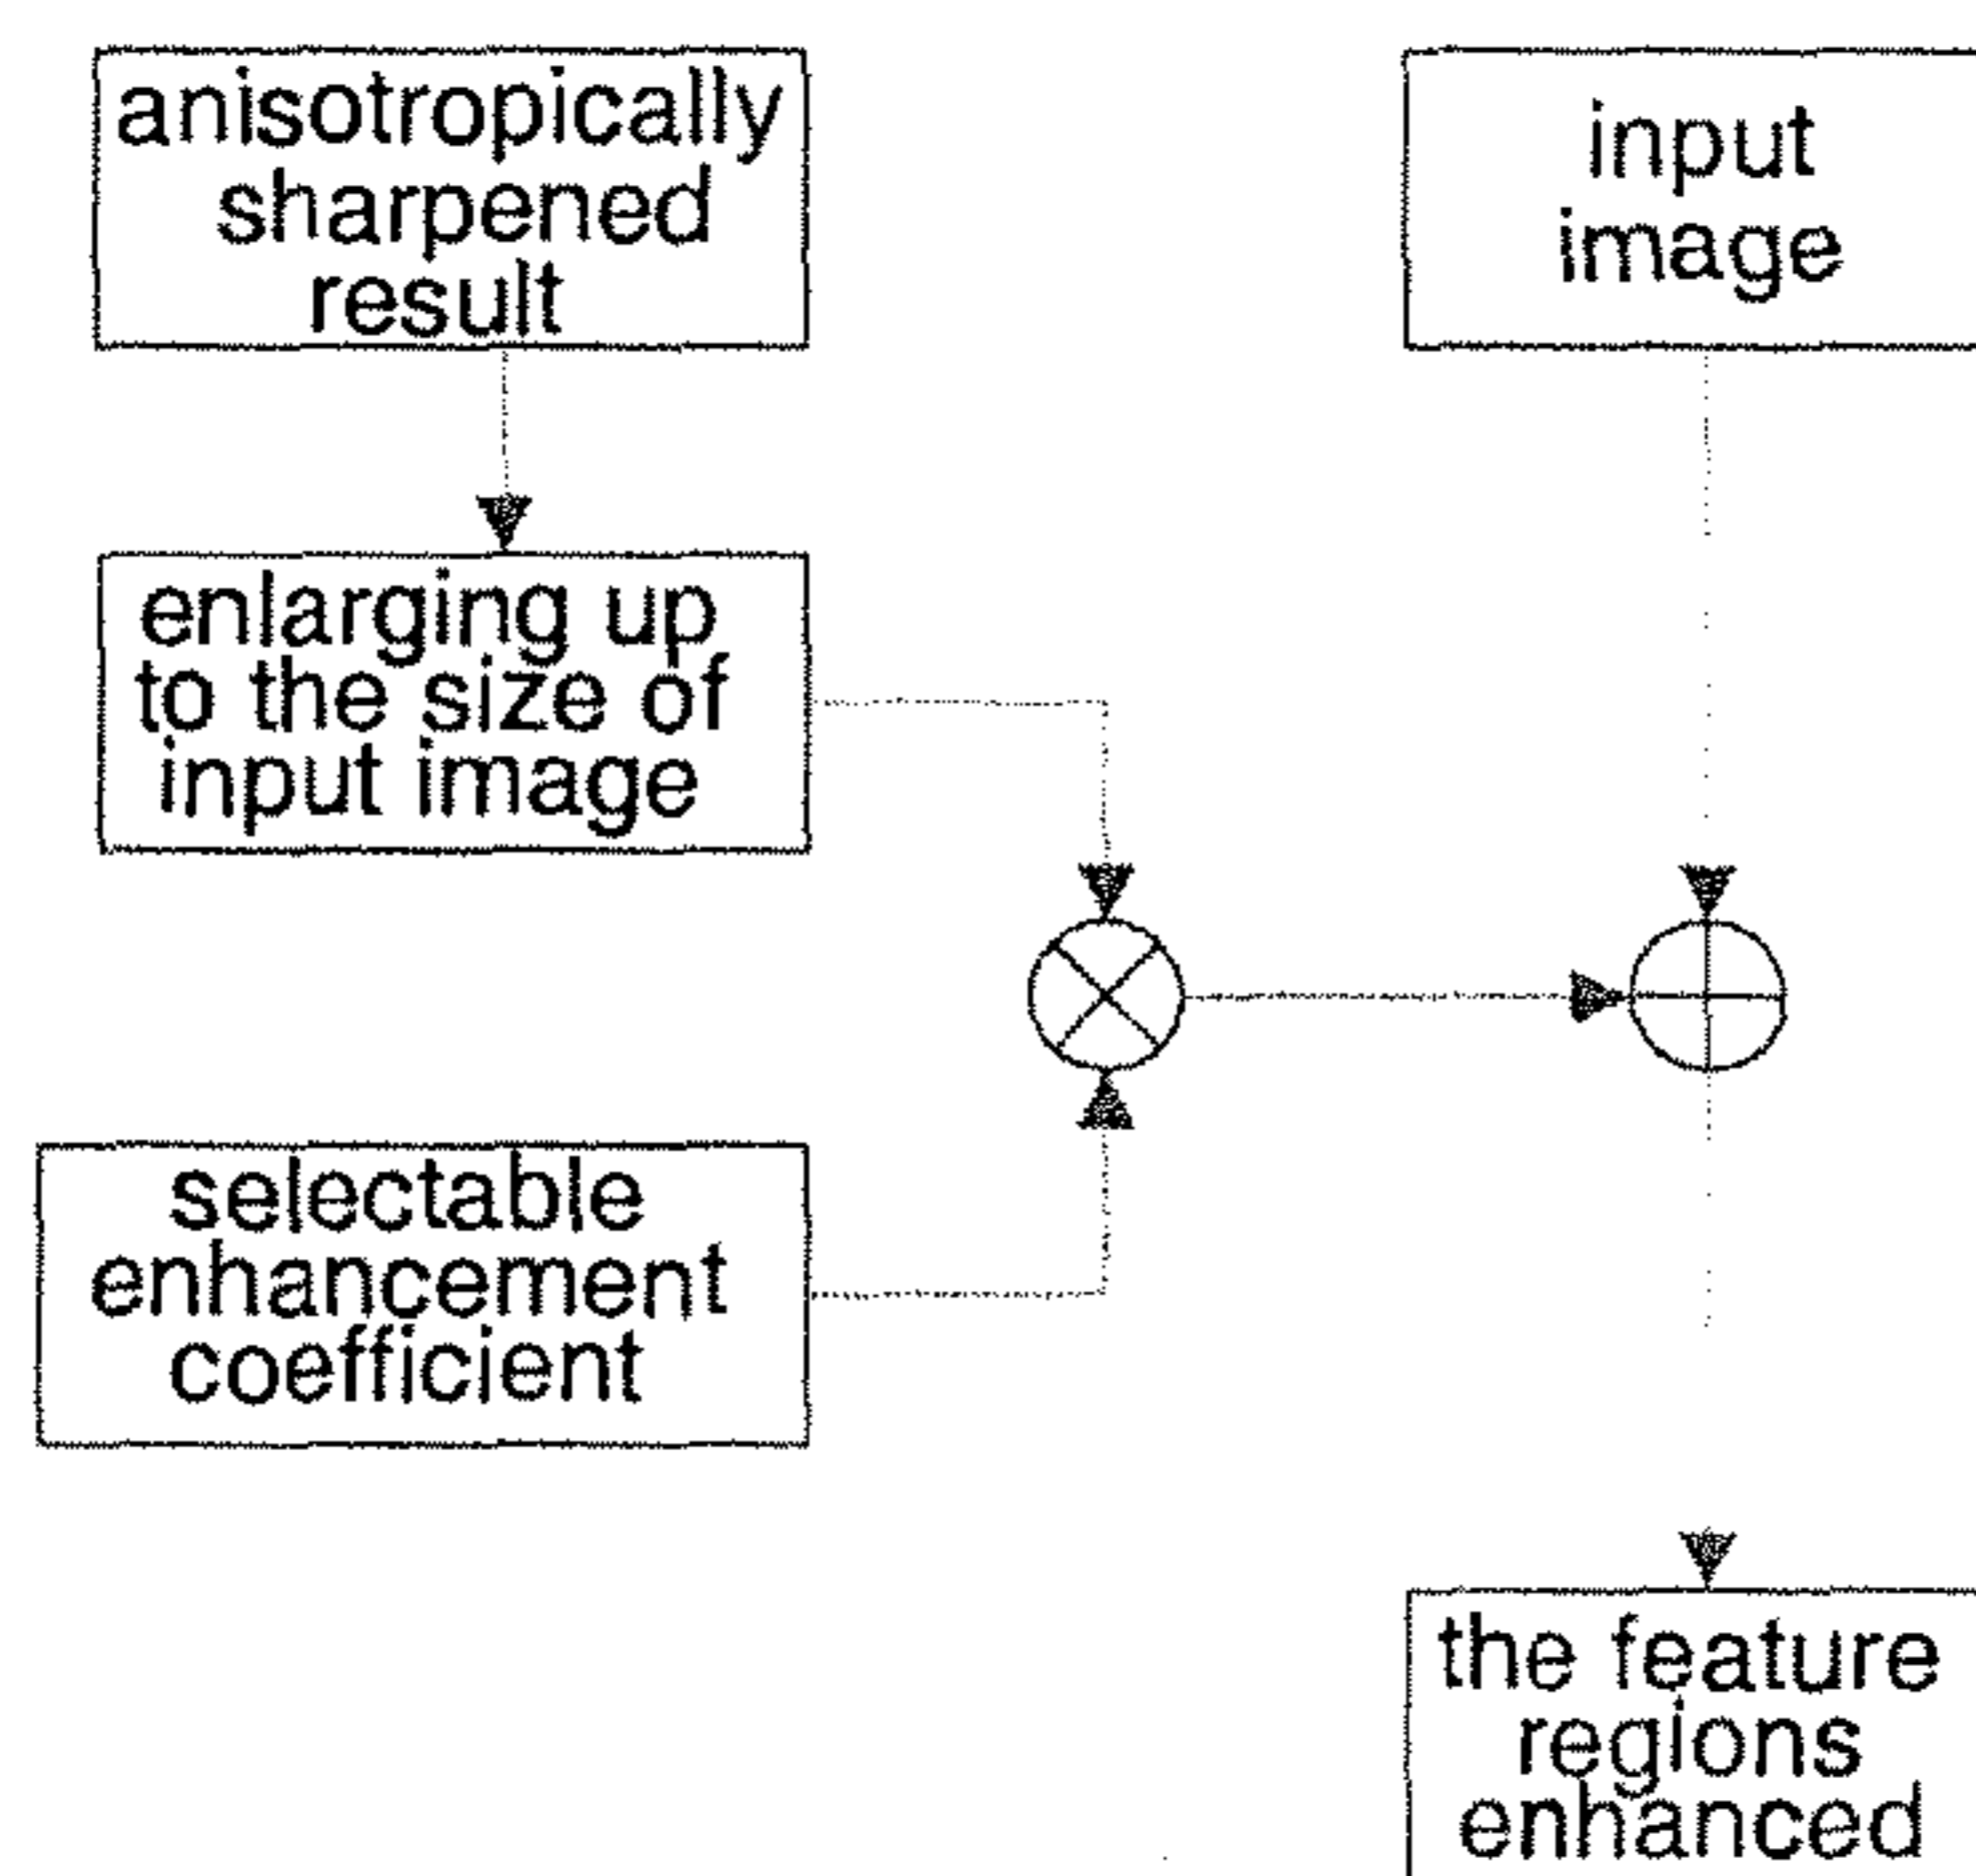 anisotropically
sharpened
result
input
image
enlarging up
to the size of
input image
selectable
enhancement
coefficient
the feature
regions
enhanced